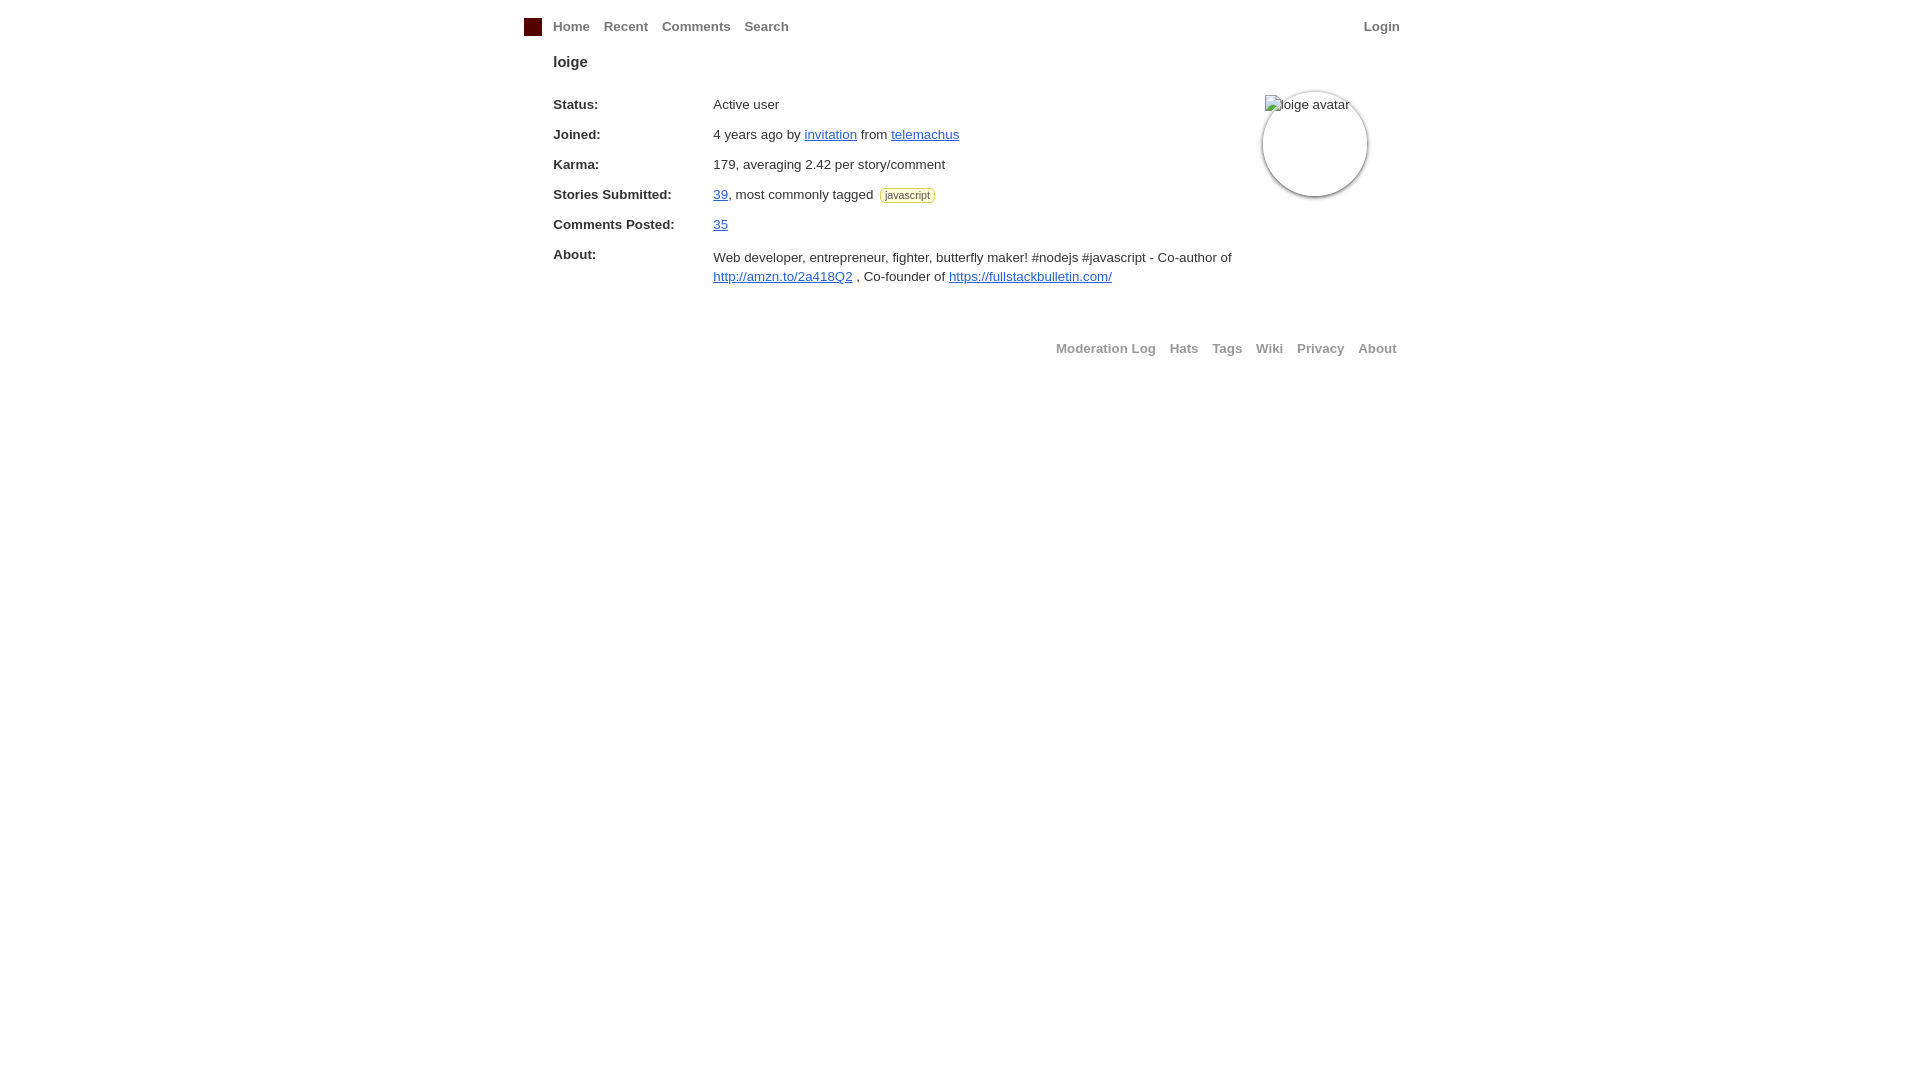 Home Recent Comments Search Login
loige
Status: Active user
loige avatar
Joined: 4 years ago by invitation from telemachus
Karma: 179, averaging 2.42 per story/comment
Stories Submitted: 39, most commonly tagged javascript
Comments Posted: 35
About: Web developer, entrepreneur, fighter, butterfly maker! #nodejs #javascript - Co-author of
http://amzn.to/2a418Q2 , Co-founder of https://fullstackbulletin.com/
Moderation Log Hats Tags Wiki Privacy About